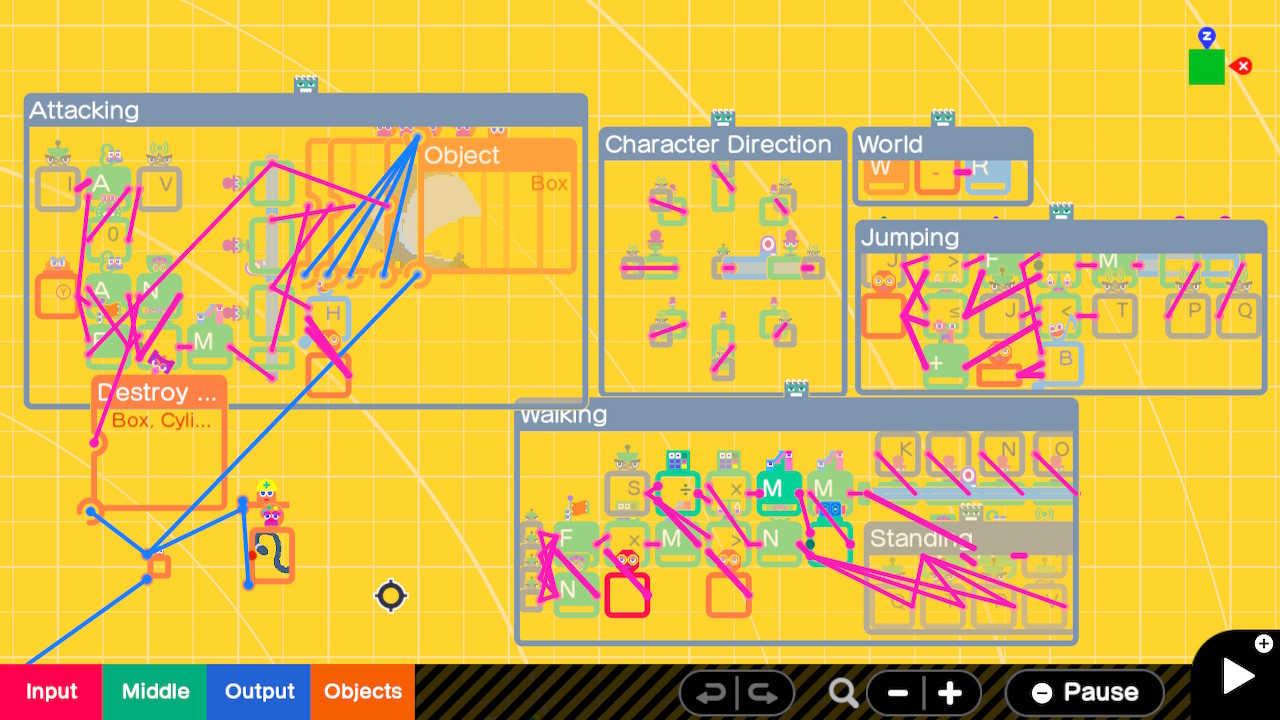 Z
X
Attacking
Object
Box
I
A
V
0
Y
A
N
M
H
Destroy ...
Box, Cyli...
Character Direction
World
W
-
R
Jumping
J
>
F
M
≤
J
<
T
P
Q
+
B
Walking
K
N
O
S
÷
×
M
M
F
×
M
>
N
N
Standing
Input
Middle
Output
Objects
Pause